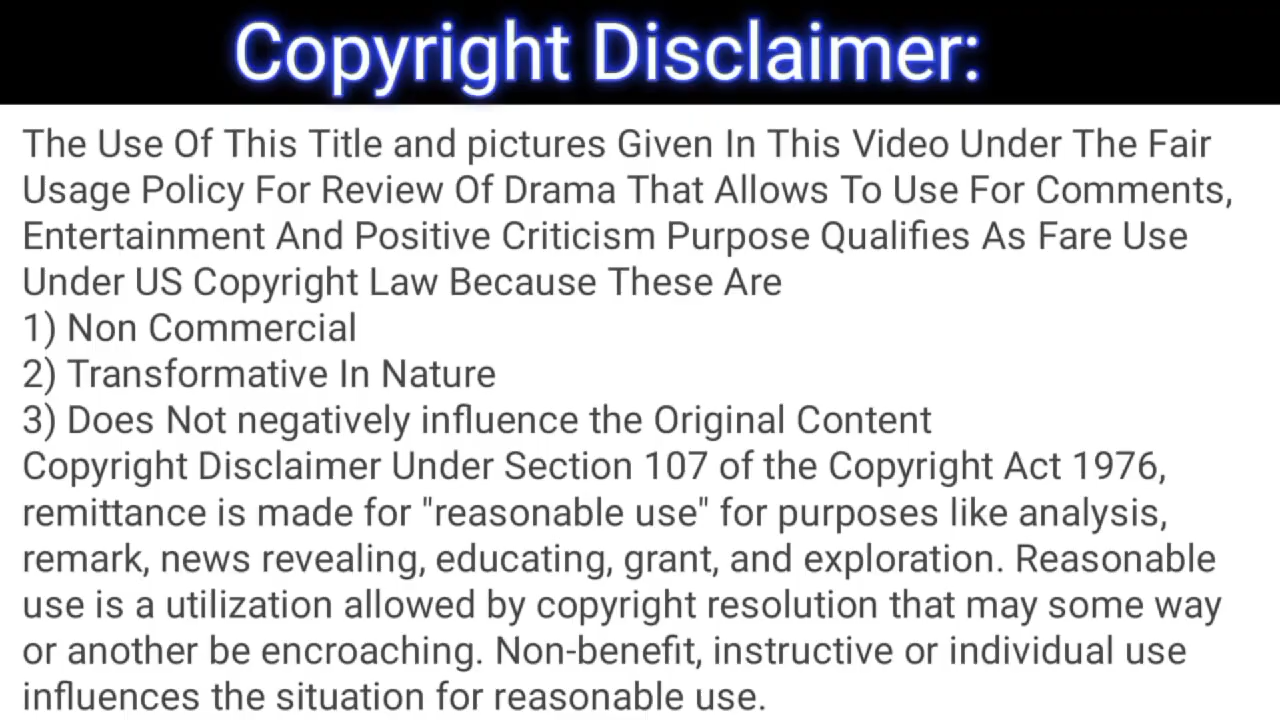 Copyright Disclaimer:
The Use Of This Title and pictures Given In This Video Under The Fair
Usage Policy For Review Of Drama That Allows To Use For Comments,
Entertainment And Positive Criticism Purpose Qualifies As Fare Use
Under US Copyright Law Because These Are
1) Non Commercial
2) Transformative In Nature
3) Does Not negatively influence the Original Content
Copyright Disclaimer Under Section 107 of the Copyright Act 1976,
remittance is made for "reasonable use" for purposes like analysis,
remark, news revealing, educating, grant, and exploration. Reasonable
use is a utilization allowed by copyright resolution that may some way
or another be encroaching. Non-benefit, instructive or individual use
influences the situation for reasonable use.